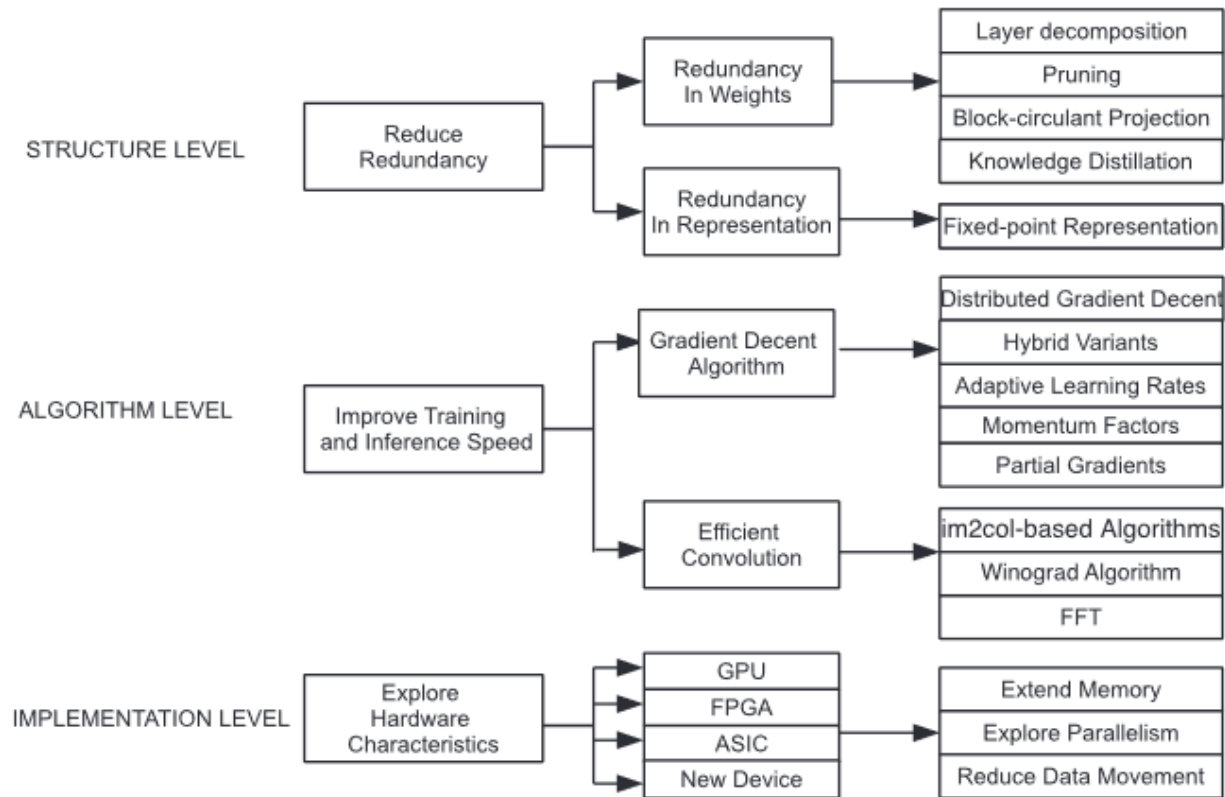 STRUCTURE LEVEL
Reduce
Redundancy
Redundancy
In Weights
Layer decomposition
Pruning
Block-circulant Projection
Knowledge Distillation
Redundancy
In Representation
Fixed-point Representation
ALGORITHM LEVEL
Improve Training
and Inference Speed
Gradient Decent
Algorithm
Distributed Gradient Decent
Hybrid Variants
Adaptive Learning Rates
Momentum Factors
Partial Gradients
Efficient
Convolution
im2col-based Algorithms
Winograd Algorithm
FFT
IMPLEMENTATION LEVEL
Explore
Hardware
Characteristics
GPU
FPGA
ASIC
New Device
Extend Memory
Explore Parallelism
Reduce Data Movement